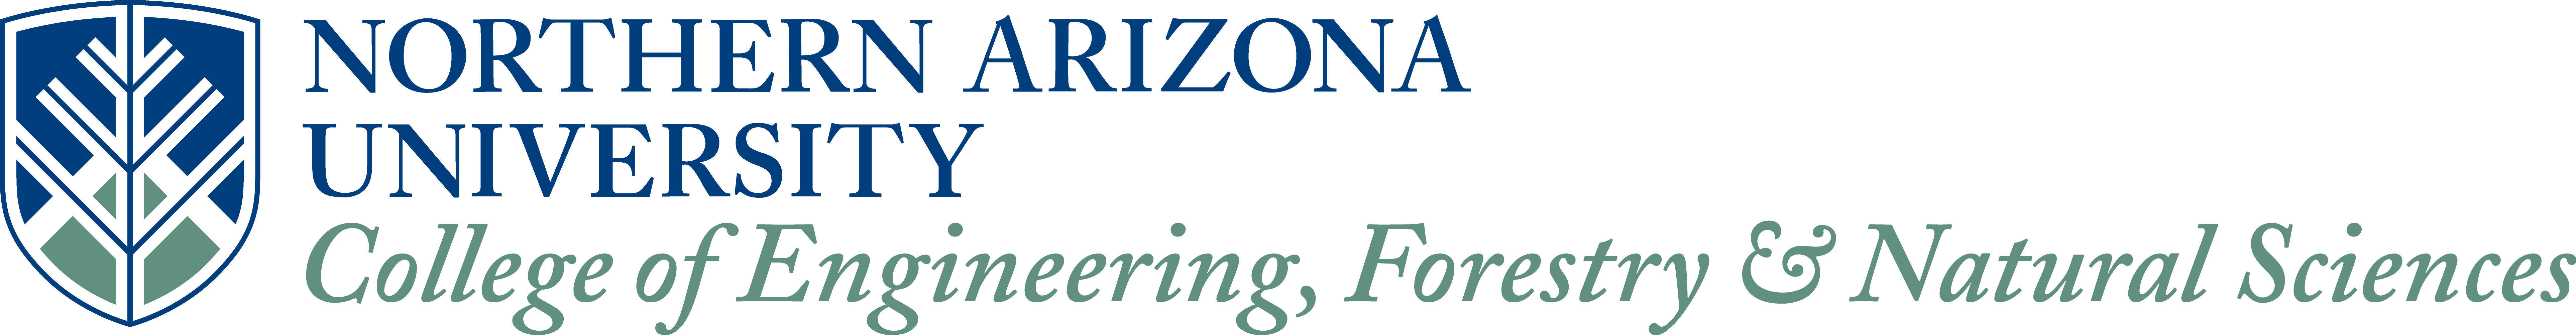 NORTHERN ARIZONA
UNIVERSITY
College of Engineering, Forestry & Natural Sciences